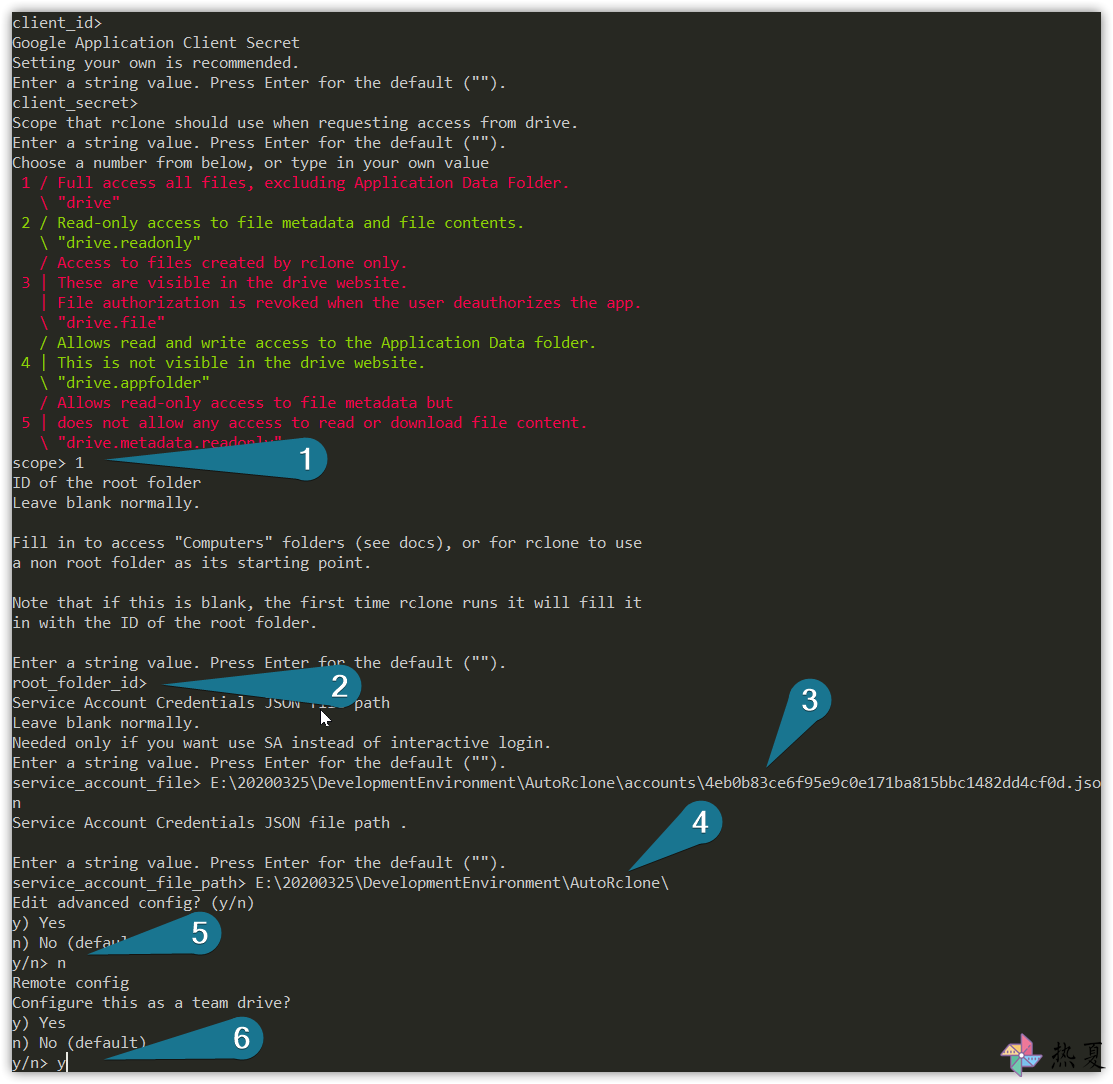 client_id>
Google Application Client Secret
Setting your own is recommended.
Enter a string value. Press Enter for the default ("").
client_secret>
Scope that rclone should use when requesting access from drive.
Enter a string value. Press Enter for the default ("").
Choose a number from below, or type in your own value
1 / Full access all files, excluding Application Data Folder.
\ "drive"
2 / Read-only access to file metadata and file contents.
\ "drive.readonly"
/ Access to files created by rclone only.
3 | These are visible in the drive website.
| File authorization is revoked when the user deauthorizes the app.
\ "drive.file"
/ Allows read and write access to the Application Data folder.
4 | This is not visible in the drive website.
\ "drive.appfolder"
/ Allows read-only access to file metadata but
5 | does not allow any access to read or download file content.
\ "drive.metadata.readonly"
scope> 1
1
ID of the root folder
Leave blank normally.
Fill in to access "Computers" folders (see docs), or for rclone to use
a non root folder as its starting point.
Note that if this is blank, the first time rclone runs it will fill it
in with the ID of the root folder.
Enter a string value. Press Enter for the default ("").
root_folder_id>
2
Service Account Credentials JSON file path
Leave blank normally.
3
Needed only if you want use SA instead of interactive login.
Enter a string value. Press Enter for the default ("").
service_account_file> E:\20200325\DevelopmentEnvironment\AutoRclone\accounts\4eb0b83ce6f95e9c0e171ba815bbc1482dd4cf0d.jso
n
Service Account Credentials JSON file path .
4
Enter a string value. Press Enter for the default ("").
service_account_file_path> E:\20200325\DevelopmentEnvironment\AutoRclone\
Edit advanced config? (y/n)
y) Yes
5
n) No (default)
y/n> n
Remote config
Configure this as a team drive?
y) Yes
n) No (default)
6
y/n> y
热夏